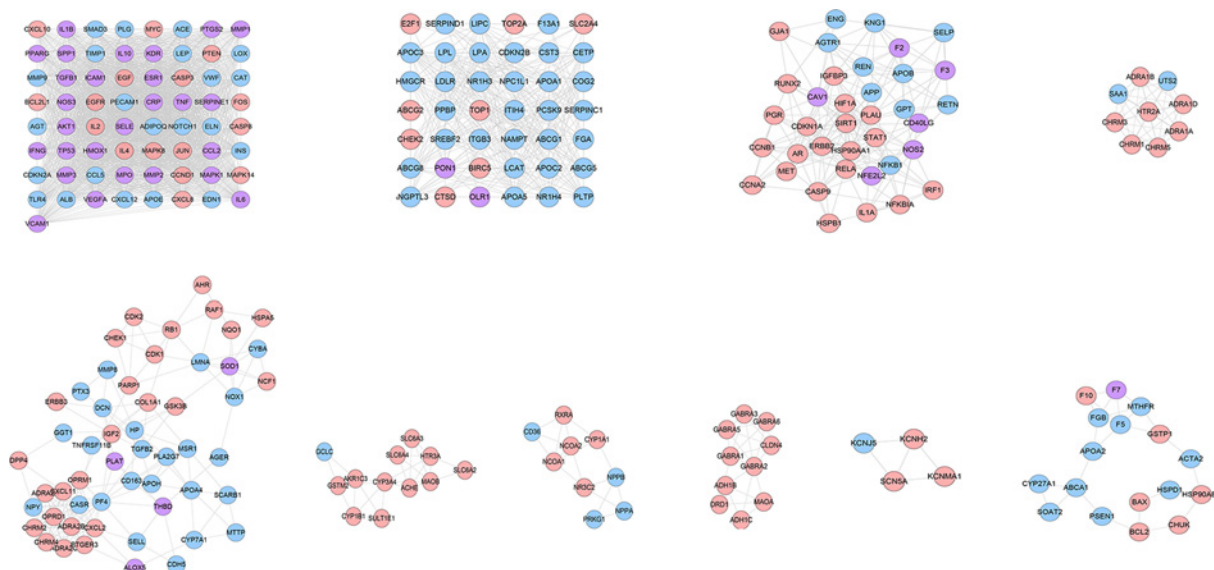 CXCL10 IL1B SMAD3 PLG MYC ACE PTGS2 MMP1
PPARG SPP1 TIMP1 IL10 KDR LEP PTEN LOX
MMP9 TGFB1 ICAM1 EGF ESR1 CASP3 VWF CAT
BCL2L1 NOS3 EGFR PECAM1 CRP TNF SERPINE1 FOS
AGT AKT1 IL2 SELE ADIPOQ NOTCH1 ELN CASP8
IFNG TP53 HMOX1 IL4 MAPK8 JUN CCL2 INS
CDKN2A MMP3 CCL5 MPO MMP2 CCND1 MAPK1 MAPK14
TLR4 ALB VEGFA CXCL12 APOE CXCL8 EDN1 IL6
VCAM1
E2F1 SERPIND1 LIPC TOP2A F13A1 SLC2A4
APOC3 LPL LPA CDKN2B CST3 CETP
HMGCR LDLR NR1H3 NPC1L1 APOA1 COG2
ABCG2 PPBP TOP1 ITIH4 PCSK9 SERPINC1
CHEK2 SREBF2 ITGB3 NAMPT ABCG1 FGA
ABCG8 PON1 BIRC5 LCAT APOC2 ABCG5
NGPTL3 CTSD OLR1 APOA5 NR1H4 PLTP
ENG KNG1
GJA1 AGTR1 F2 SELP
REN APOB F3
RUNX2 IGFBP3
CAV1 APP GPT RETN
HIF1A
PGR CDKN1A SIRT1 PLAU CD40LG
STAT1
CCNB1 AR ERBB2 HSP90AA1 NOS2
NFKB1
MET RELA NFE2L2
CCNA2 CASP9 IRF1
IL1A NFKBIA
HSPB1
ADRA1B UTS2
SAA1 ADRA1D
HTR2A
CHRM3 ADRA1A
CHRM1 CHRM5
AHR
CDK2 RAF1 HSPA5
CHEK1 RB1 NQO1
CDK1 CYBA
LMNA SOD1
MMP8 NCF1
PTX3 PARP1 NOX1
ERBB3 DCN COL1A1 GSK3B
GGT1 IGF2 HP
TNFRSF11B TGFB2 MSR1
DPP4 PLAT PLA2G7 AGER
OPRM1 CD163 APOH APOA4
CXCL11 SCARB1
NPY CASR PF4 THBD
OPRD1
CHRM2 ADRA2B CXCL2 MTTP
CHRM4 PTGER3 SELL CYP7A1
ADRA2C
ALOX5 CDH5
SLC6A3
GCLC SLC6A4 HTR3A
AKR1C3 SLC6A2
GSTM2 CYP3A4 MAOB
ACHE
CYP1B1 SULT1E1
RXRA
CD36 CYP1A1
NCOA2
NCOA1
NR3C2 NPPB
PRKG1 NPPA
GABRA3
GABRA5 GABRA6
CLDN4
GABRA1
GABRA2
ADH1B
DRD1 MAOA
ADH1C
KCNJ5 KCNH2
SCN5A KCNMA1
F7
F10 MTHFR
FGB F5
GSTP1
APOA2 ACTA2
CYP27A1 ABCA1 HSPD1
BAX
SOAT2 PSEN1 CHUK
BCL2